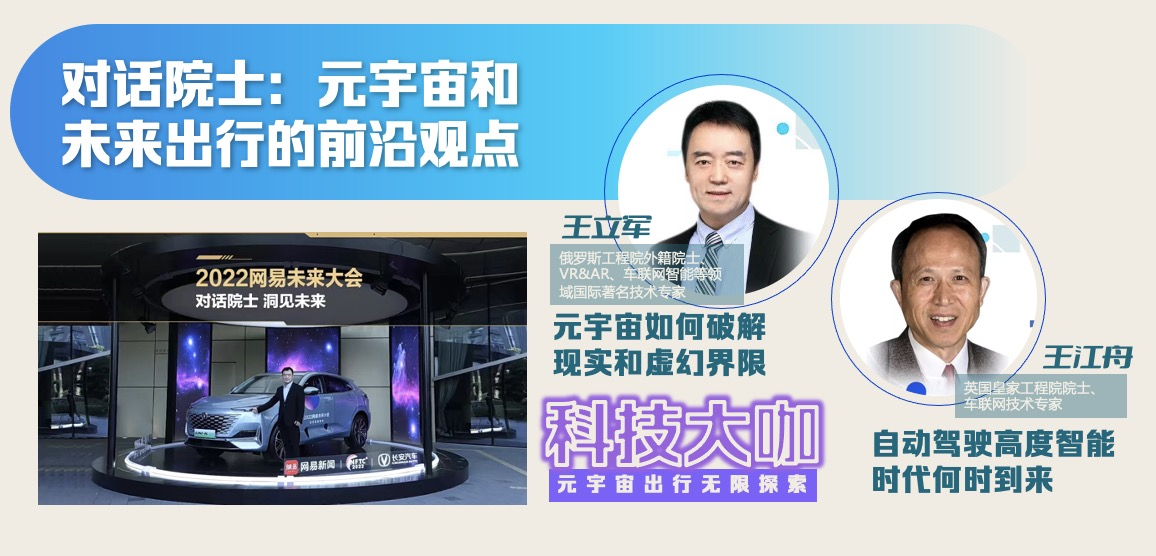 对话院士：元宇宙和
未来出行的前沿观点
2022网易未来大会
对话院士 洞见未来
网易新闻
NFTC
2022
长安汽车
王立军
俄罗斯工程院外籍院士、
VR&AR、车联网智能等领
域国际著名技术专家
元宇宙如何破解
现实和虚幻界限
科技大咖
元宇宙出行无限探索
王江舟
英国皇家工程院院士、
车联网技术专家
自动驾驶高度智能
时代何时到来